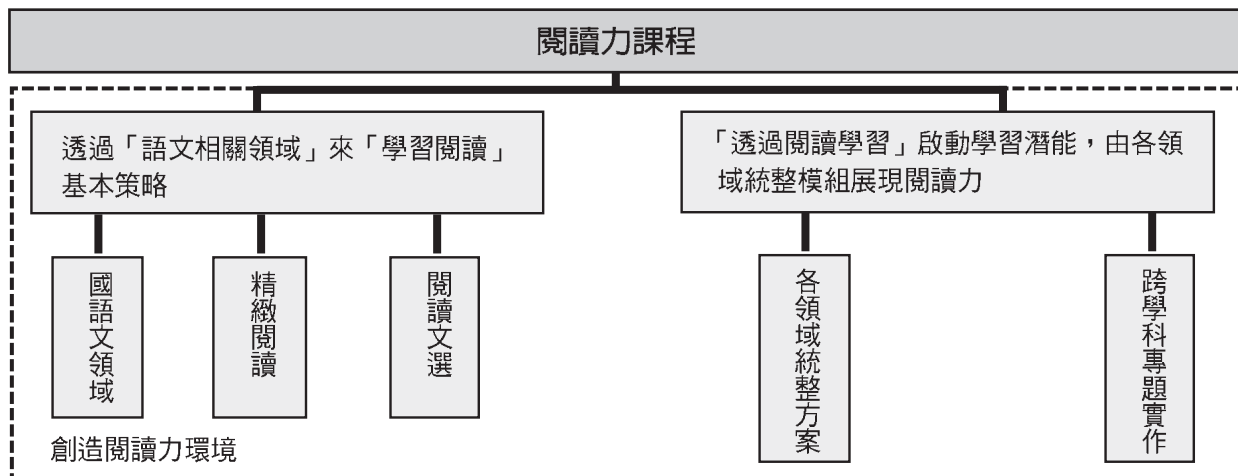 閱讀力課程
透過「語文相關領域」來「學習閱讀」
基本策略
「透過閱讀學習」啟動學習潛能，由各領
域統整模組展現閱讀力
國語文領域
精緻閱讀
閱讀文選
各領域統整方案
跨學科專題實作
創造閱讀力環境